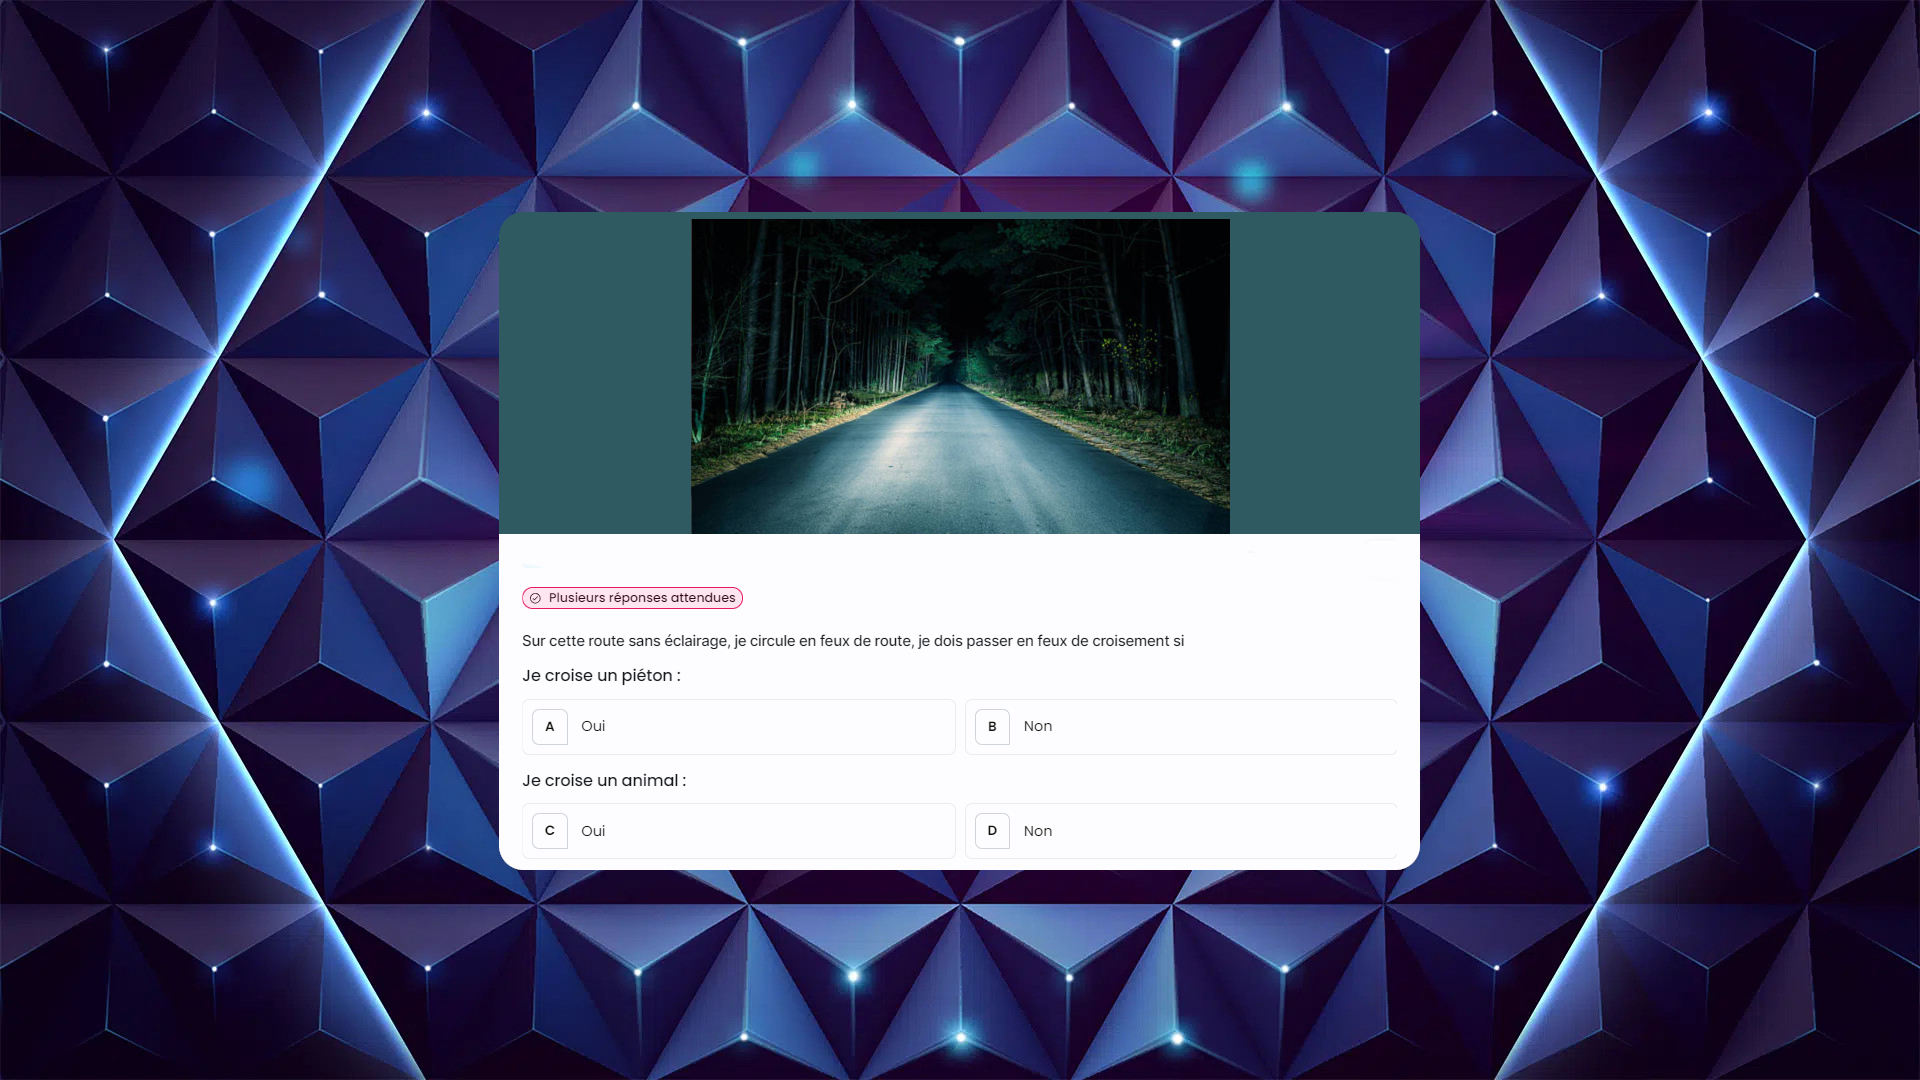 Plusieurs réponses attendues
Sur cette route sans éclairage, je circule en feux de route, je dois passer en feux de croisement si
Je croise un piéton :
A Oui
B Non
Je croise un animal :
C Oui
D Non